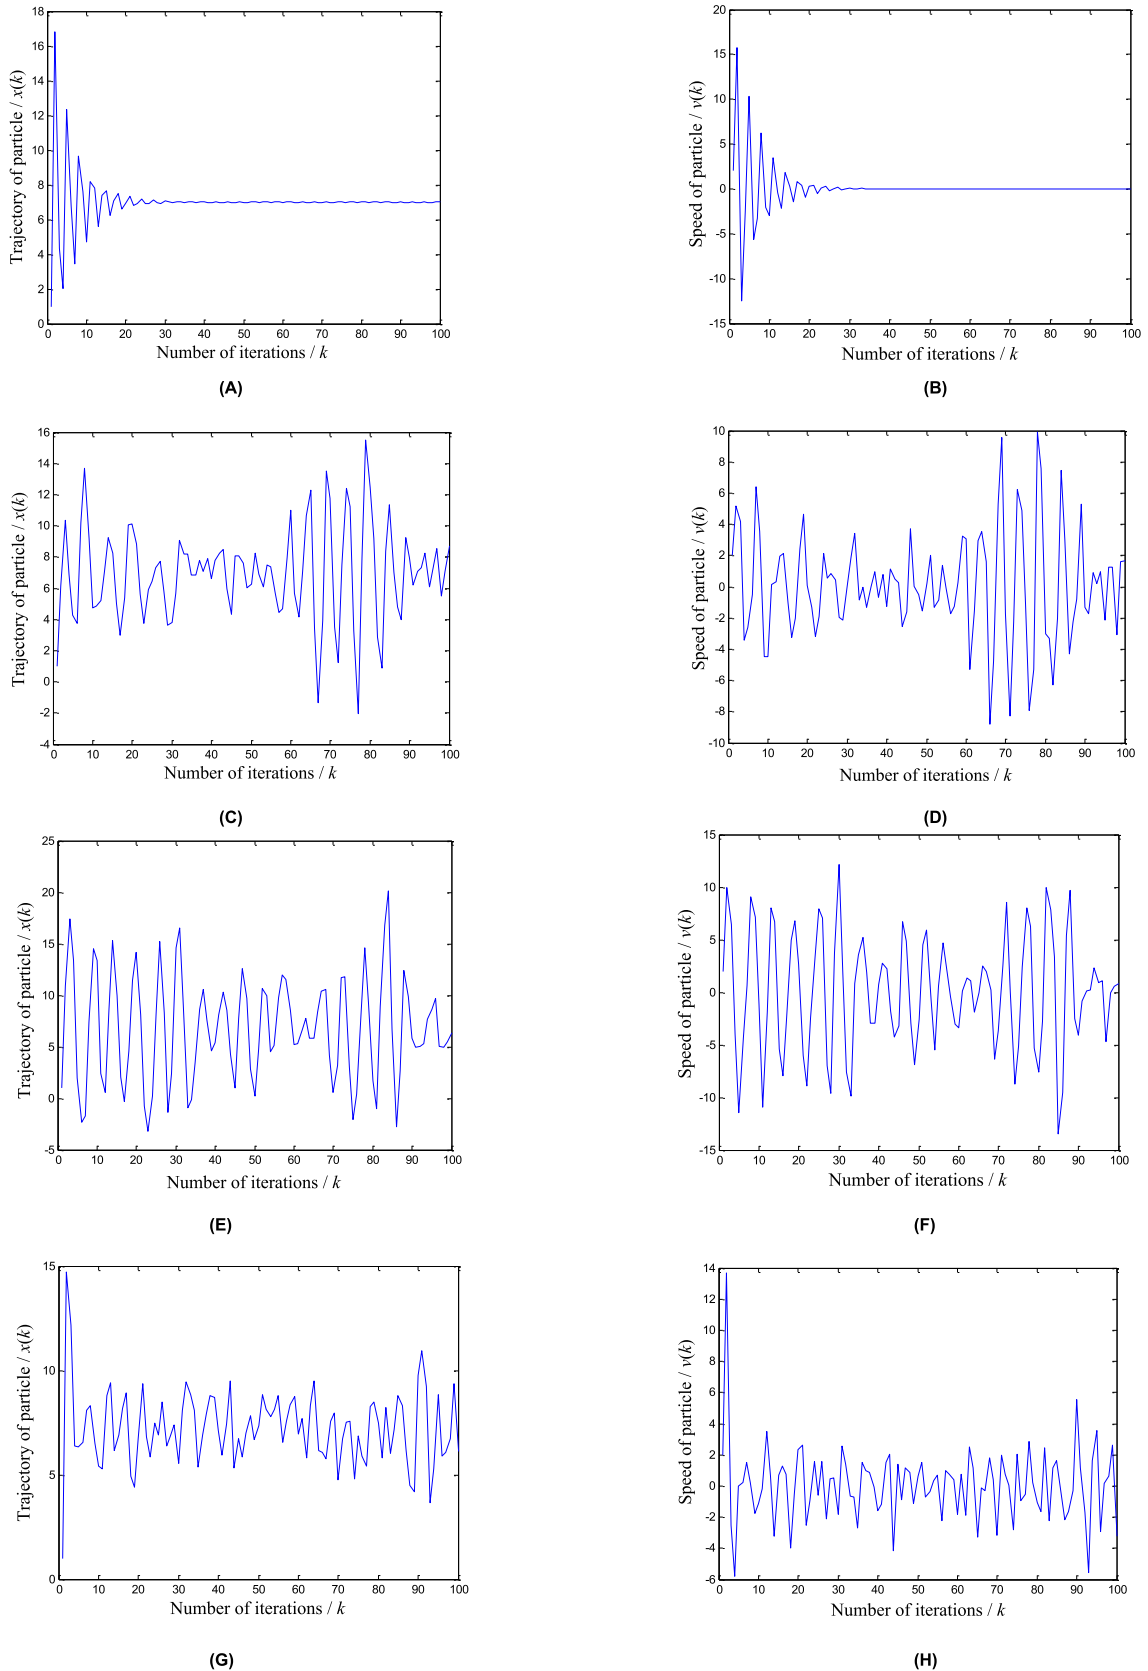 18
16
14
12
10
8
6
4
2
0
Trajectory of particle / x(k)
0 10 20 30 40 50 60 70 80 90 100
Number of iterations / k
(A)
20
15
10
5
0
-5
-10
-15
Speed of particle / v(k)
0 10 20 30 40 50 60 70 80 90 100
Number of iterations / k
(B)
16
14
12
10
8
6
4
2
0
-2
-4
Trajectory of particle / x(k)
0 10 20 30 40 50 60 70 80 90 100
Number of iterations / k
(C)
10
8
6
4
2
0
-2
-4
-6
-8
-10
Speed of particle / v(k)
0 10 20 30 40 50 60 70 80 90 100
Number of iterations / k
(D)
25
20
15
10
5
0
-5
Trajectory of particle / x(k)
0 10 20 30 40 50 60 70 80 90 100
Number of iterations / k
(E)
15
10
5
0
-5
-10
-15
Speed of particle / v(k)
0 10 20 30 40 50 60 70 80 90 100
Number of iterations / k
(F)
15
10
5
0
Trajectory of particle / x(k)
0 10 20 30 40 50 60 70 80 90 100
Number of iterations / k
(G)
14
12
10
8
6
4
2
0
-2
-4
-6
Speed of particle / v(k)
0 10 20 30 40 50 60 70 80 90 100
Number of iterations / k
(H)